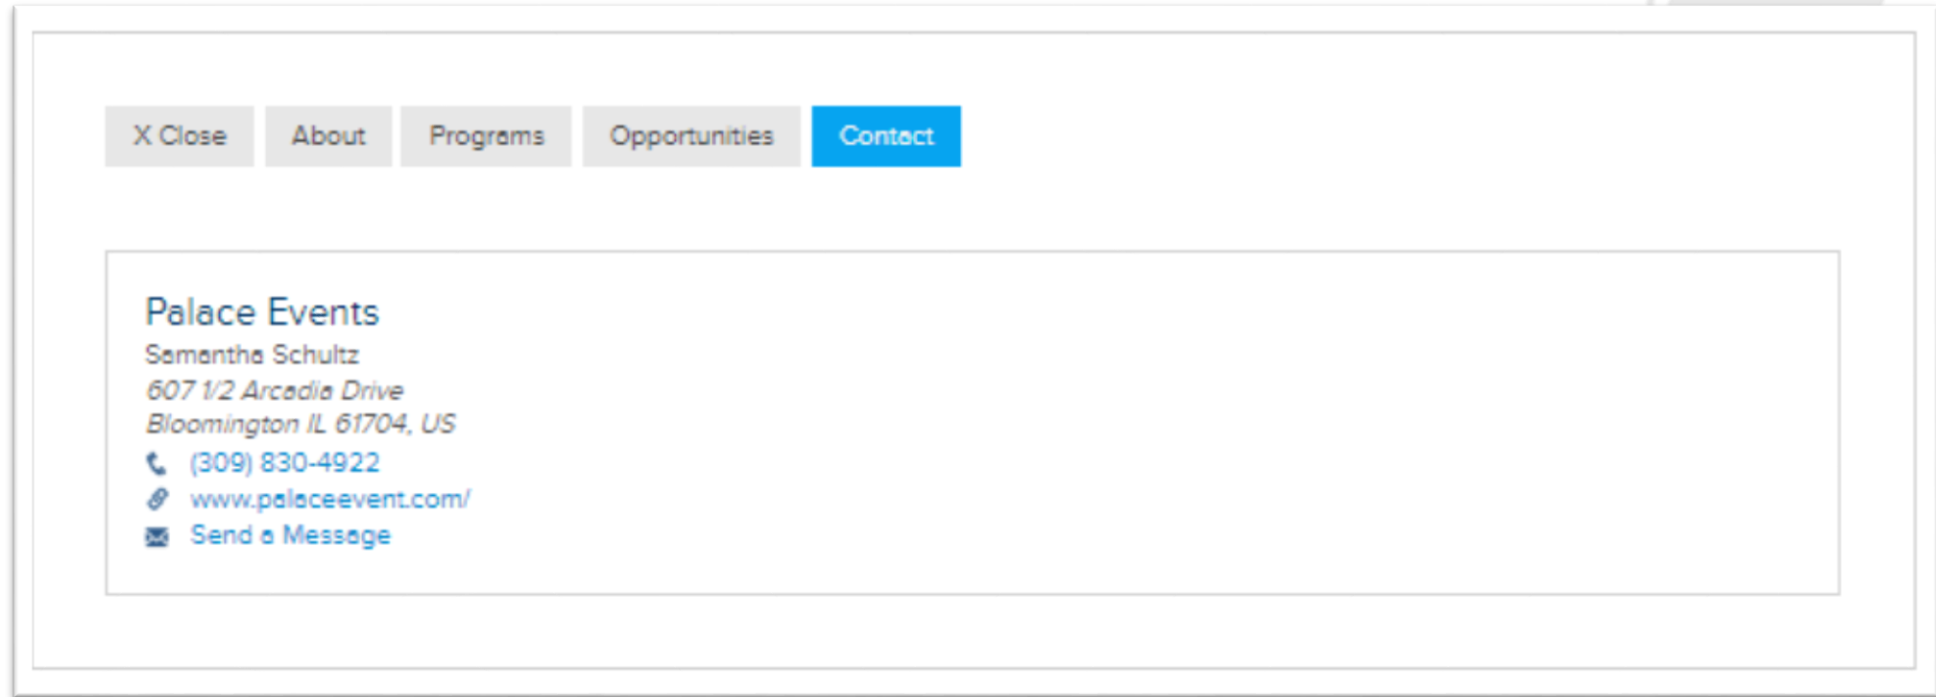 X Close About Programs Opportunities Contact
Palace Events
Samantha Schultz
607 1/2 Arcadia Drive
Bloomington IL 61704, US
(309) 830-4922
www.palaceevent.com/
Send a Message